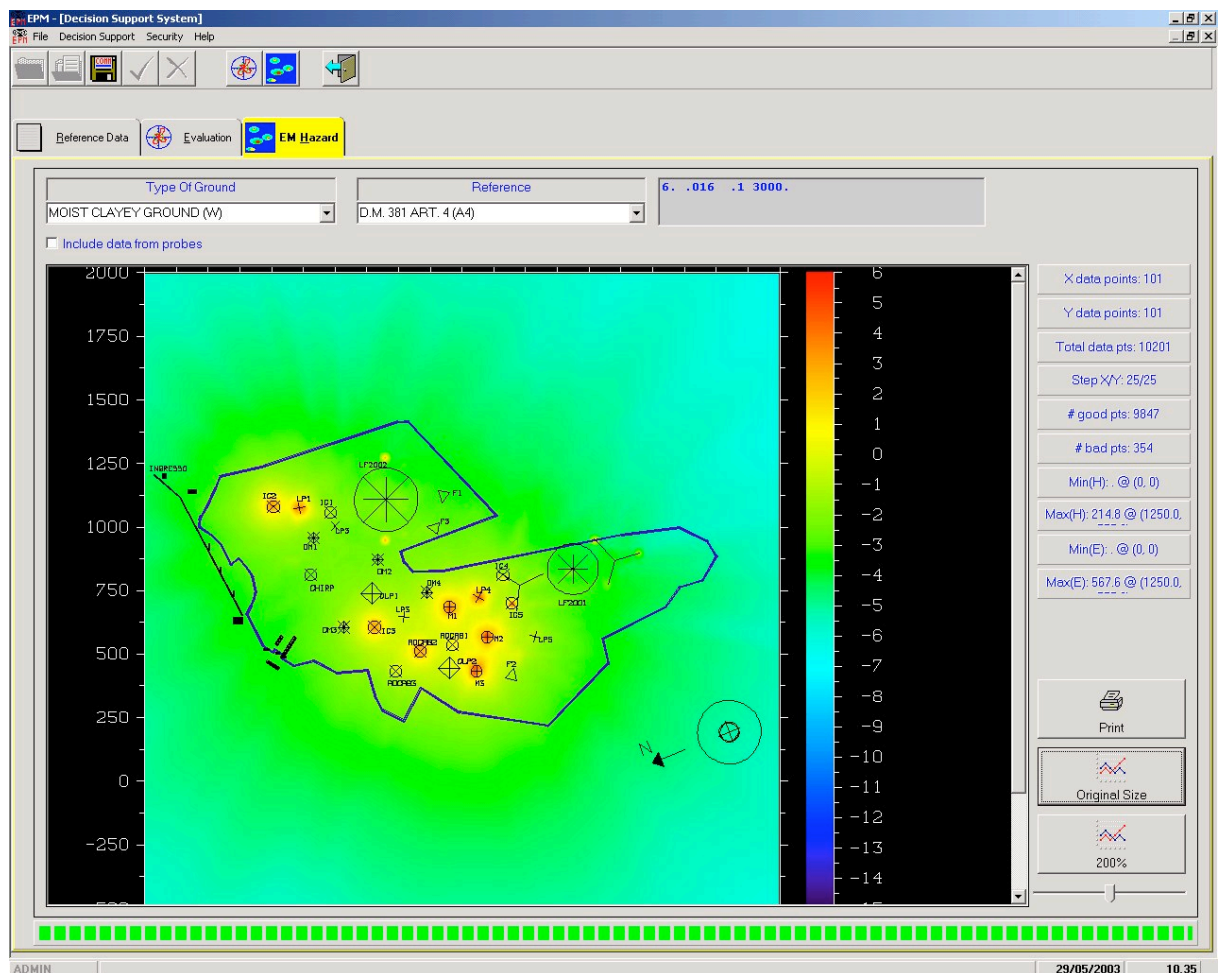 EPM - [Decision Support System]
File Decision Support Security Help
Reference Data Evaluation EM Hazard
Type Of Ground Reference 6. .016 .1 3000.
MOIST CLAYEY GROUND (W) D.M. 381 ART. 4 (A4)
Include data from probes
2000
1750
1500
1250
1000
750
500
250
0
-250
INGRESSO
LF2002
IC2
LP1
IC1
F1
LP3
F3
DM1
DM2
IC4
CHIRP
DLP1
DM4
LP4
LF2001
M1
IC5
DM3
IC3
M2
F2
M3
N
6
5
4
3
2
1
0
-1
-2
-3
-4
-5
-6
-7
-8
-9
-10
-11
-12
-13
-14
X data points: 101
Y data points: 101
Total data pts: 10201
Step X/Y: 25/25
# good pts: 9847
# bad pts: 354
Min(H): . @ (0, 0)
Max(H): 214.8 @ (1250.0,
Min(E): . @ (0, 0)
Max(E): 567.6 @ (1250.0,
Print
Original Size
200%
ADMIN 29/05/2003 10.35